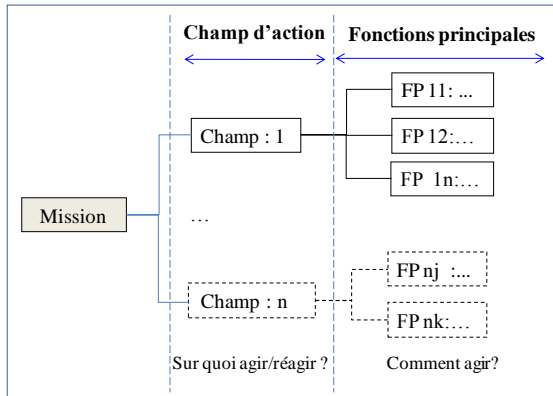 Champ d’action
Fonctions principales
FP 11: ...
Champ : 1
FP 12:…
FP 1n:…
Mission
…
FP nj :...
Champ : n
FP nk:…
Sur quoi agir/réagir ?
Comment agir?